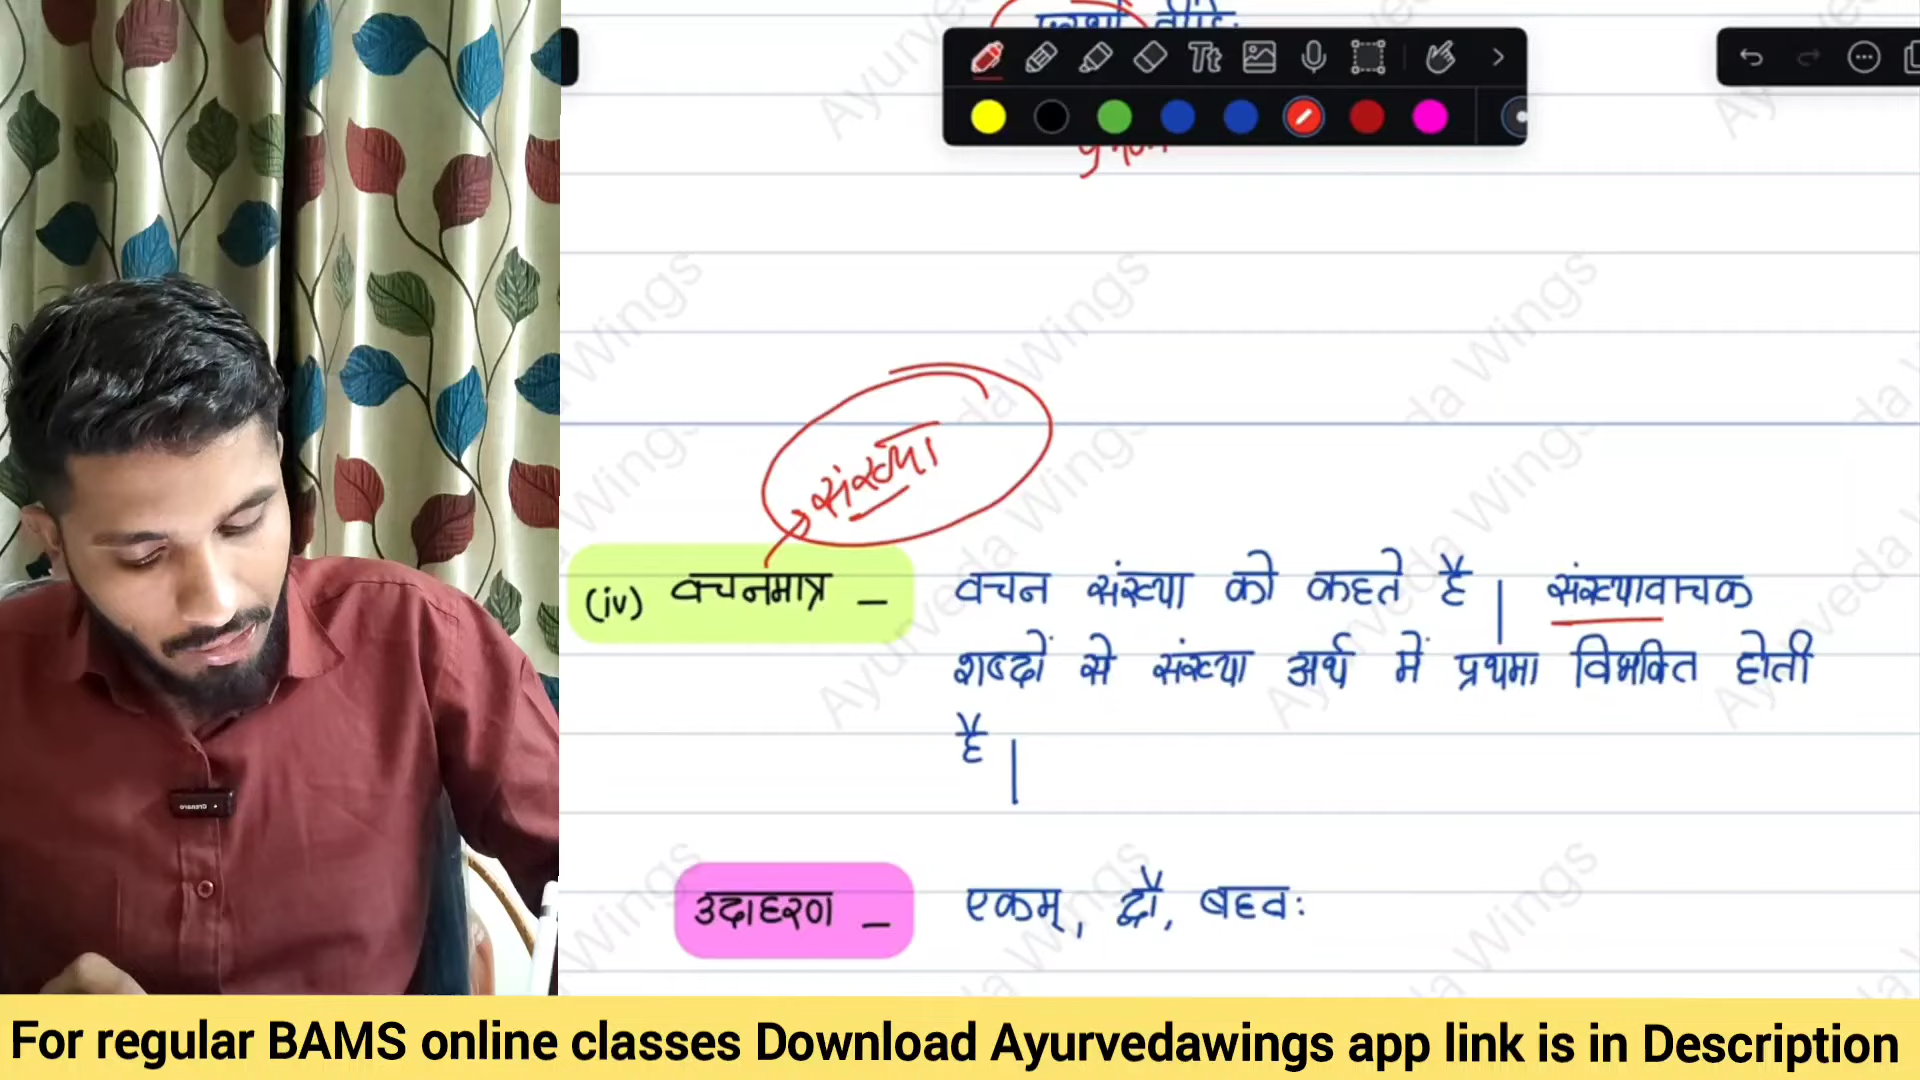 संख्या
(iv) वचनमात्र – वचन संख्या को कहते है | संख्यावाचक
शब्दों से संख्या अर्थ में प्रथमा विभक्ति होती
है |
उदाहरण – एकम्, द्वौ, बहवः
For regular BAMS online classes Download Ayurvedawings app link is in Description